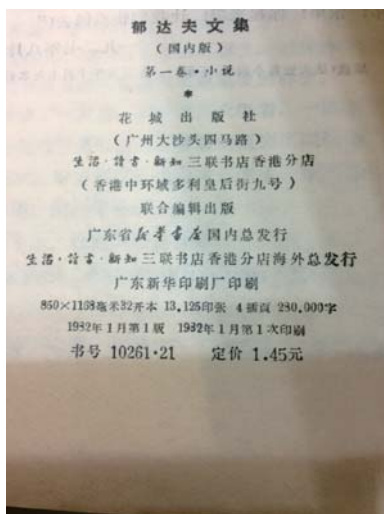 郁达夫文集
（国内版）
第一卷·小说
*
花城出版社
（广州大沙头四马路）
生活·读书·新知三联书店香港分店
（香港中环域多利皇后街九号）
联合编辑出版
广东省新华书店国内总发行
生活·读书·新知三联书店香港分店海外总发行
广东新华印刷厂印刷
850×1168毫米32开本 13.125印张 4插頁 280,000字
1982年1月第1版 1982年1月第1次印刷
书号 10261·21 定价 1.45元